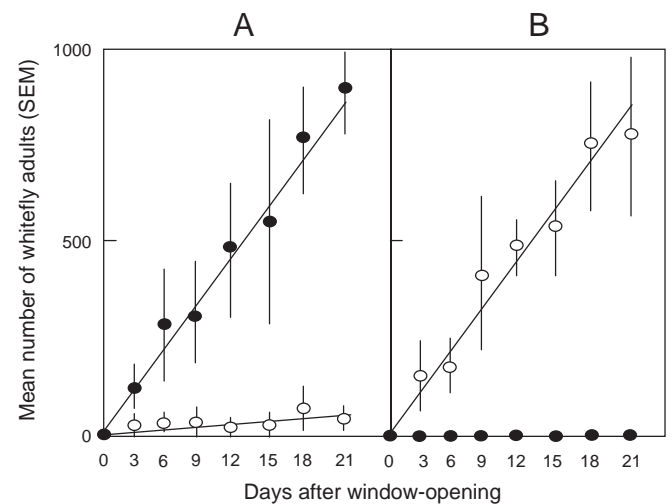 A B
Mean number of whitefly adults (SEM)
1000
500
0
0 3 6 9 12 15 18 21 0 3 6 9 12 15 18 21
Days after window-opening